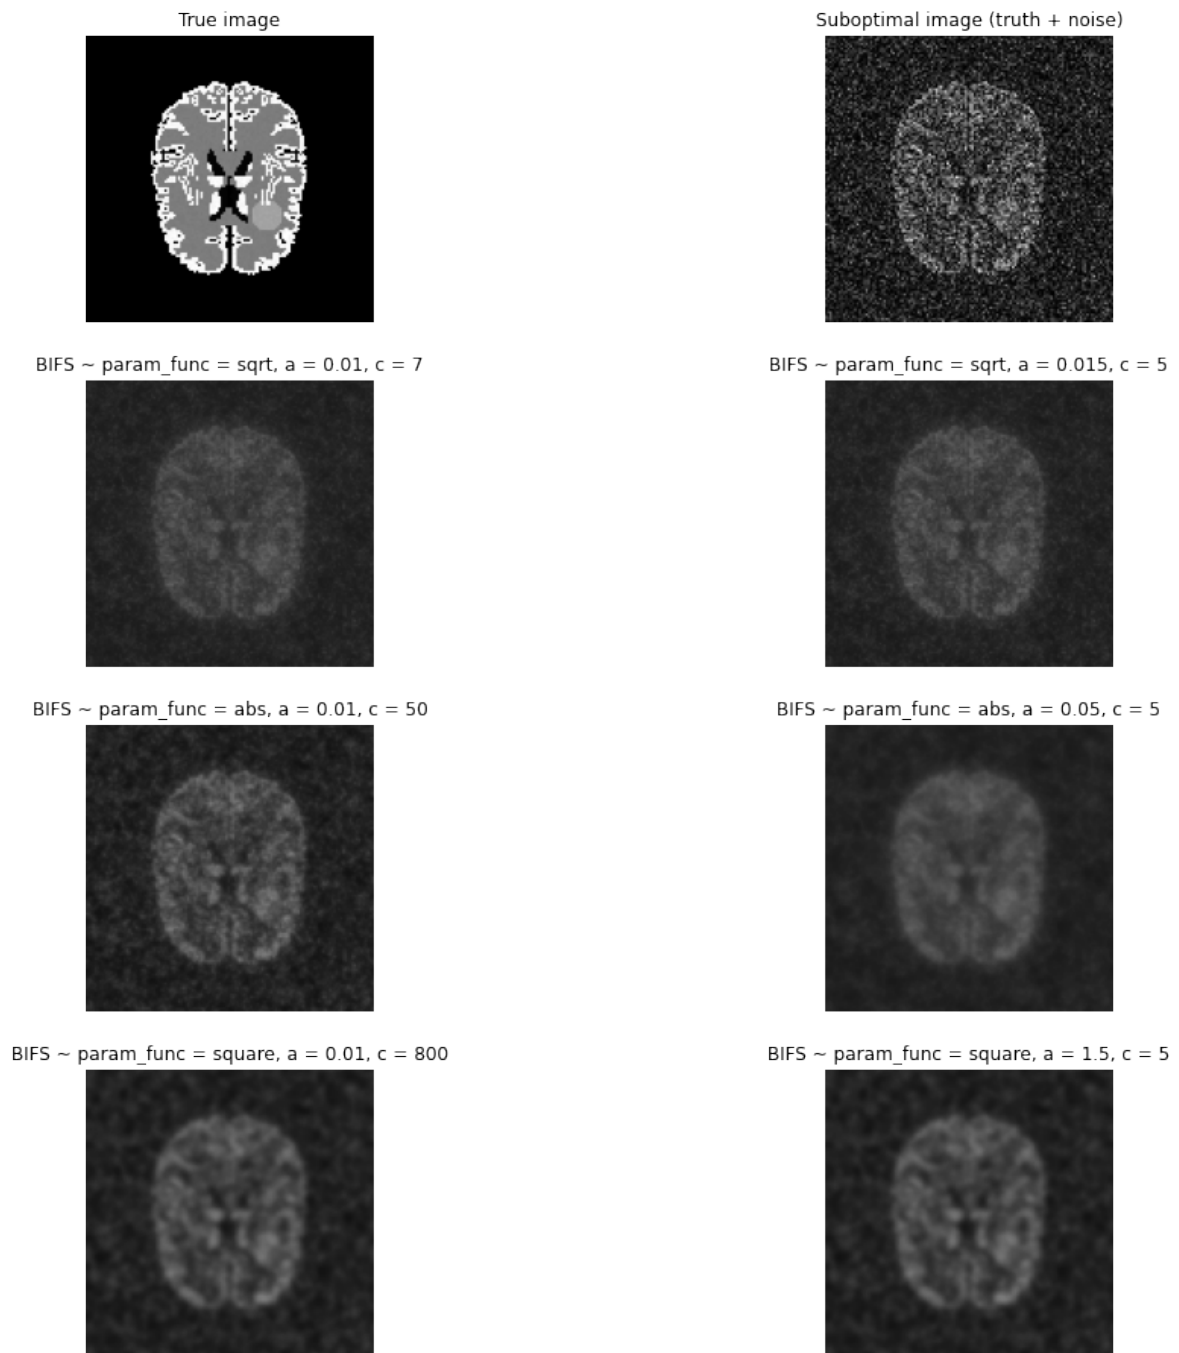 True image
Suboptimal image (truth + noise)
BIFS ~ param_func = sqrt, a = 0.01, c = 7
BIFS ~ param_func = sqrt, a = 0.015, c = 5
BIFS ~ param_func = abs, a = 0.01, c = 50
BIFS ~ param_func = abs, a = 0.05, c = 5
BIFS ~ param_func = square, a = 0.01, c = 800
BIFS ~ param_func = square, a = 1.5, c = 5